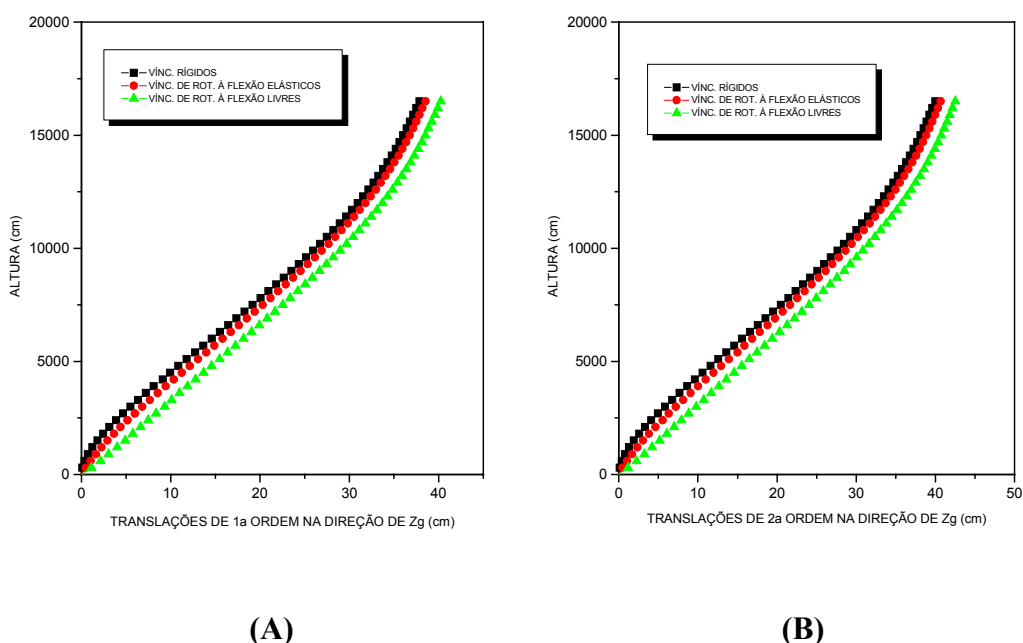 20000
15000
10000
5000
0
ALTURA (cm)
VÍNC. RÍGIDOS
VÍNC. DE ROT. À FLEXÃO ELÁSTICOS
VÍNC. DE ROT. À FLEXÃO LIVRES
0 10 20 30 40
TRANSLAÇÕES DE 1a ORDEM NA DIREÇÃO DE Zg (cm)
(A)
20000
15000
10000
5000
0
ALTURA (cm)
VÍNC. RÍGIDOS
VÍNC. DE ROT. À FLEXÃO ELÁSTICOS
VÍNC. DE ROT. À FLEXÃO LIVRES
0 10 20 30 40 50
TRANSLAÇÕES DE 2a ORDEM NA DIREÇÃO DE Zg (cm)
(B)